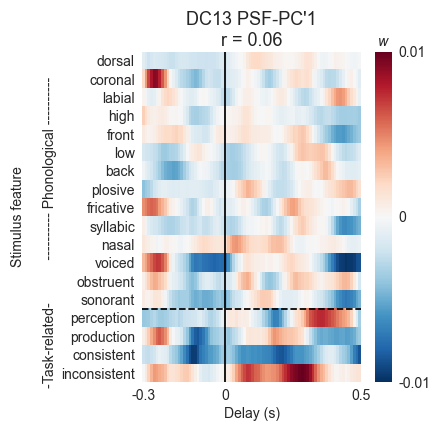 DC13 PSF-PC'1
r = 0.06
w
dorsal
coronal
labial
high
front
low
back
plosive
fricative
syllabic
nasal
voiced
obstruent
sonorant
perception
production
consistent
inconsistent
Stimulus feature
---------- Phonological ----------
-Task-related-
0.01
0
-0.01
-0.3 0 0.5
Delay (s)